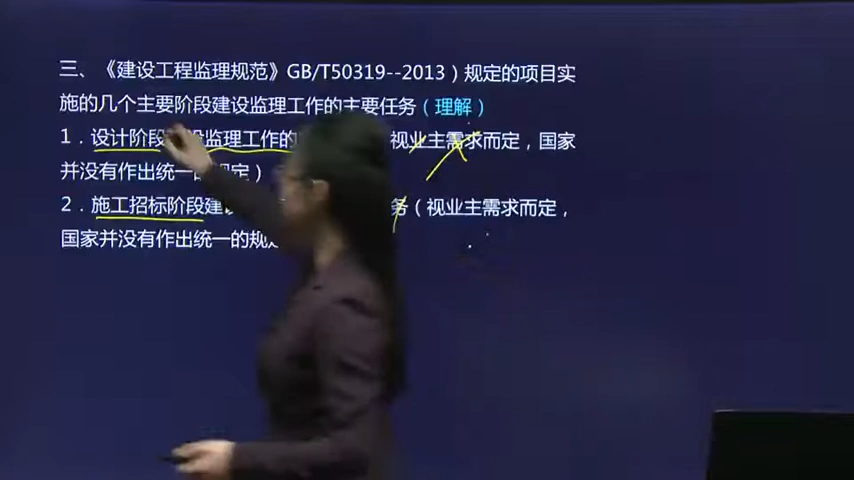 三、《建设工程监理规范》GB/T50319--2013）规定的项目实
施的几个主要阶段建设监理工作的主要任务（理解）
1．设计阶段 设监理工作的 视业主需求而定，国家
并没有作出统一 规定）
2．施工招标阶段建 务（视业主需求而定，
国家并没有作出统一的规定